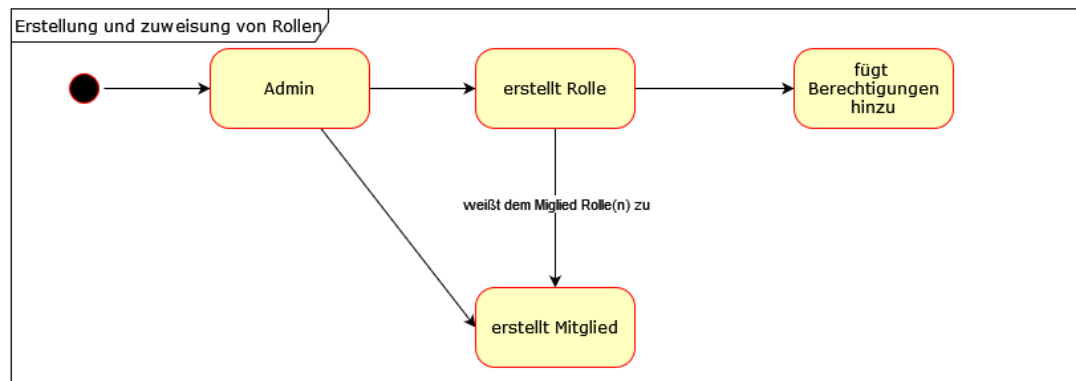 Erstellung und zuweisung von Rollen
Admin
erstellt Rolle
fügt
Berechtigungen
hinzu
weißt dem Miglied Rolle(n) zu
erstellt Mitglied